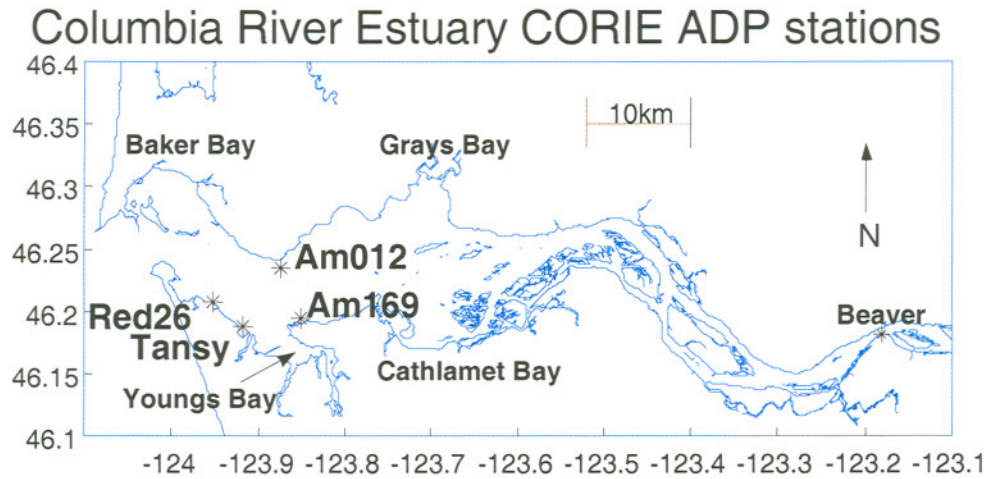 Columbia River Estuary CORIE ADP stations
46.4
46.35
46.3
46.25
46.2
46.15
46.1
10km
Baker Bay
Grays Bay
N
Am012
Am169
Red26
Tansy
Beaver
Youngs Bay
Cathlamet Bay
-124 -123.9 -123.8 -123.7 -123.6 -123.5 -123.4 -123.3 -123.2 -123.1